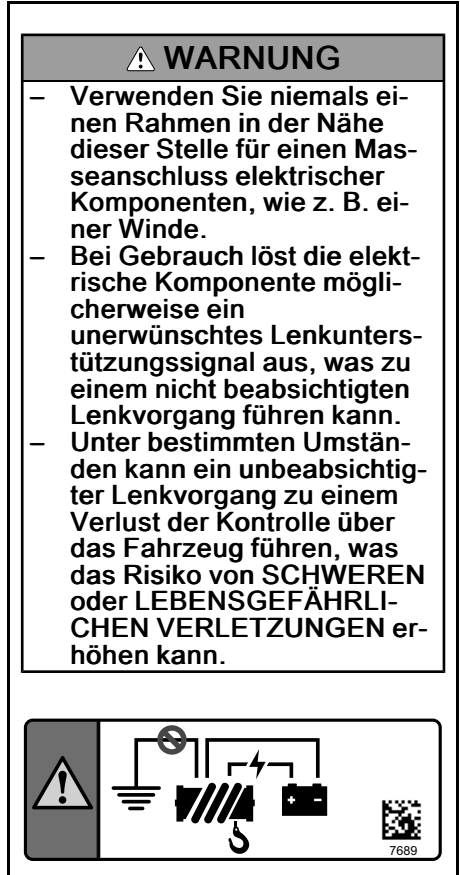 ⚠ WARNUNG
– Verwenden Sie niemals ei-
nen Rahmen in der Nähe
dieser Stelle für einen Mas-
seanschluss elektrischer
Komponenten, wie z. B. ei-
ner Winde.
– Bei Gebrauch löst die elekt-
rische Komponente mögli-
cherweise ein
unerwünschtes Lenkunters-
tützungssignal aus, was zu
einem nicht beabsichtigten
Lenkvorgang führen kann.
– Unter bestimmten Umstän-
den kann ein unbeabsichtig-
ter Lenkvorgang zu einem
Verlust der Kontrolle über
das Fahrzeug führen, was
das Risiko von SCHWEREN
oder LEBENSGEFÄHRLI-
CHEN VERLETZUNGEN er-
höhen kann.
7689